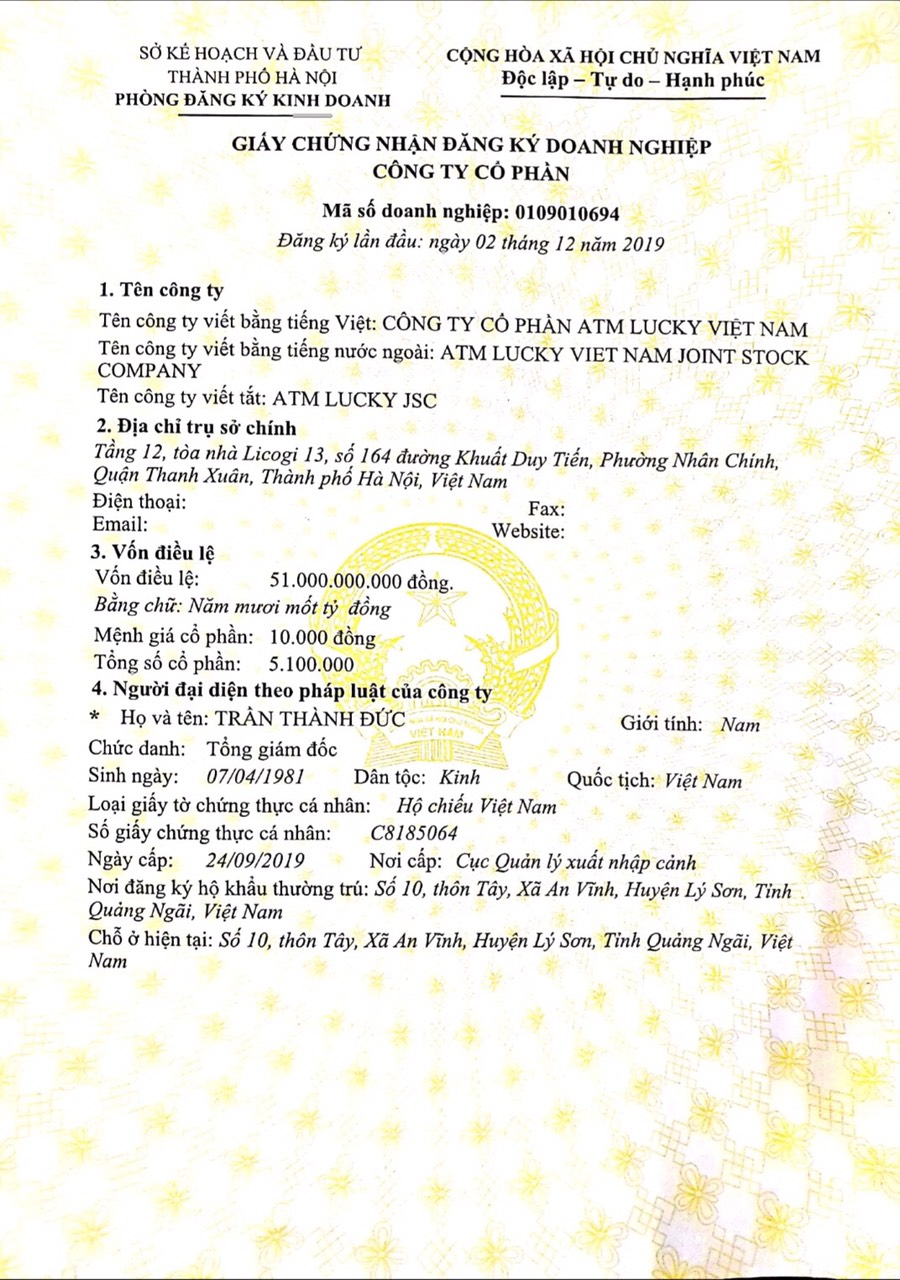 SỞ KẾ HOẠCH VÀ ĐẦU TƯ
THÀNH PHỐ HÀ NỘI
PHÒNG ĐĂNG KÝ KINH DOANH
CỘNG HÒA XÃ HỘI CHỦ NGHĨA VIỆT NAM
Độc lập – Tự do – Hạnh phúc
GIẤY CHỨNG NHẬN ĐĂNG KÝ DOANH NGHIỆP
CÔNG TY CỔ PHẦN
Mã số doanh nghiệp: 0109010694
Đăng ký lần đầu: ngày 02 tháng 12 năm 2019
1. Tên công ty
Tên công ty viết bằng tiếng Việt: CÔNG TY CỔ PHẦN ATM LUCKY VIỆT NAM
Tên công ty viết bằng tiếng nước ngoài: ATM LUCKY VIET NAM JOINT STOCK
COMPANY
Tên công ty viết tắt: ATM LUCKY JSC
2. Địa chỉ trụ sở chính
Tầng 12, tòa nhà Licogi 13, số 164 đường Khuất Duy Tiến, Phường Nhân Chính,
Quận Thanh Xuân, Thành phố Hà Nội, Việt Nam
Điện thoại: Fax:
Email: Website:
3. Vốn điều lệ
Vốn điều lệ: 51.000.000.000 đồng.
Bằng chữ: Năm mươi mốt tỷ đồng
Mệnh giá cổ phần: 10.000 đồng
Tổng số cổ phần: 5.100.000
4. Người đại diện theo pháp luật của công ty
* Họ và tên: TRẦN THÀNH ĐỨC Giới tính: Nam
VIỆT NAM
Chức danh: Tổng giám đốc
Sinh ngày: 07/04/1981 Dân tộc: Kinh Quốc tịch: Việt Nam
Loại giấy tờ chứng thực cá nhân: Hộ chiếu Việt Nam
Số giấy chứng thực cá nhân: C8185064
Ngày cấp: 24/09/2019 Nơi cấp: Cục Quản lý xuất nhập cảnh
Nơi đăng ký hộ khẩu thường trú: Số 10, thôn Tây, Xã An Vĩnh, Huyện Lý Sơn, Tỉnh
Quảng Ngãi, Việt Nam
Chỗ ở hiện tại: Số 10, thôn Tây, Xã An Vĩnh, Huyện Lý Sơn, Tỉnh Quảng Ngãi, Việt
Nam